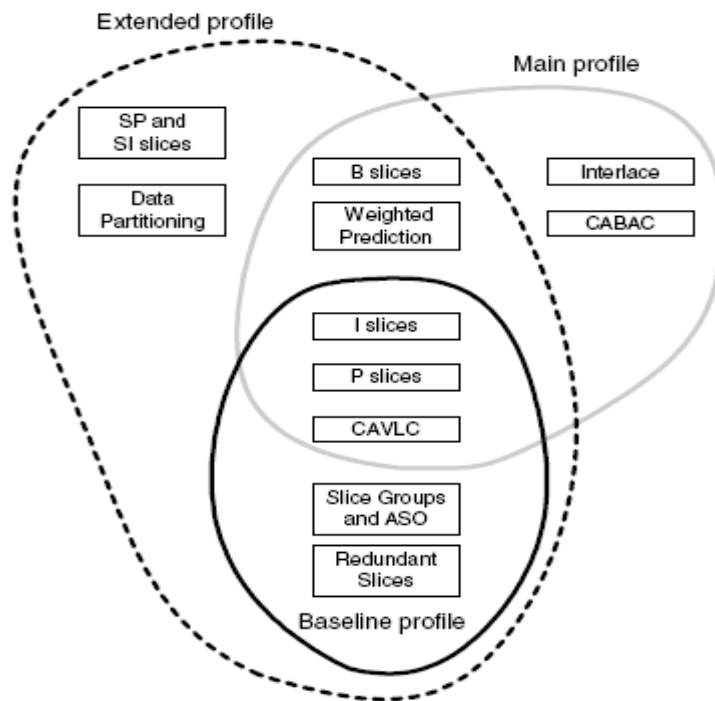 Extended profile
Main profile
SP and
SI slices
Data
Partitioning
B slices
Weighted
Prediction
Interlace
CABAC
I slices
P slices
CAVLC
Slice Groups
and ASO
Redundant
Slices
Baseline profile